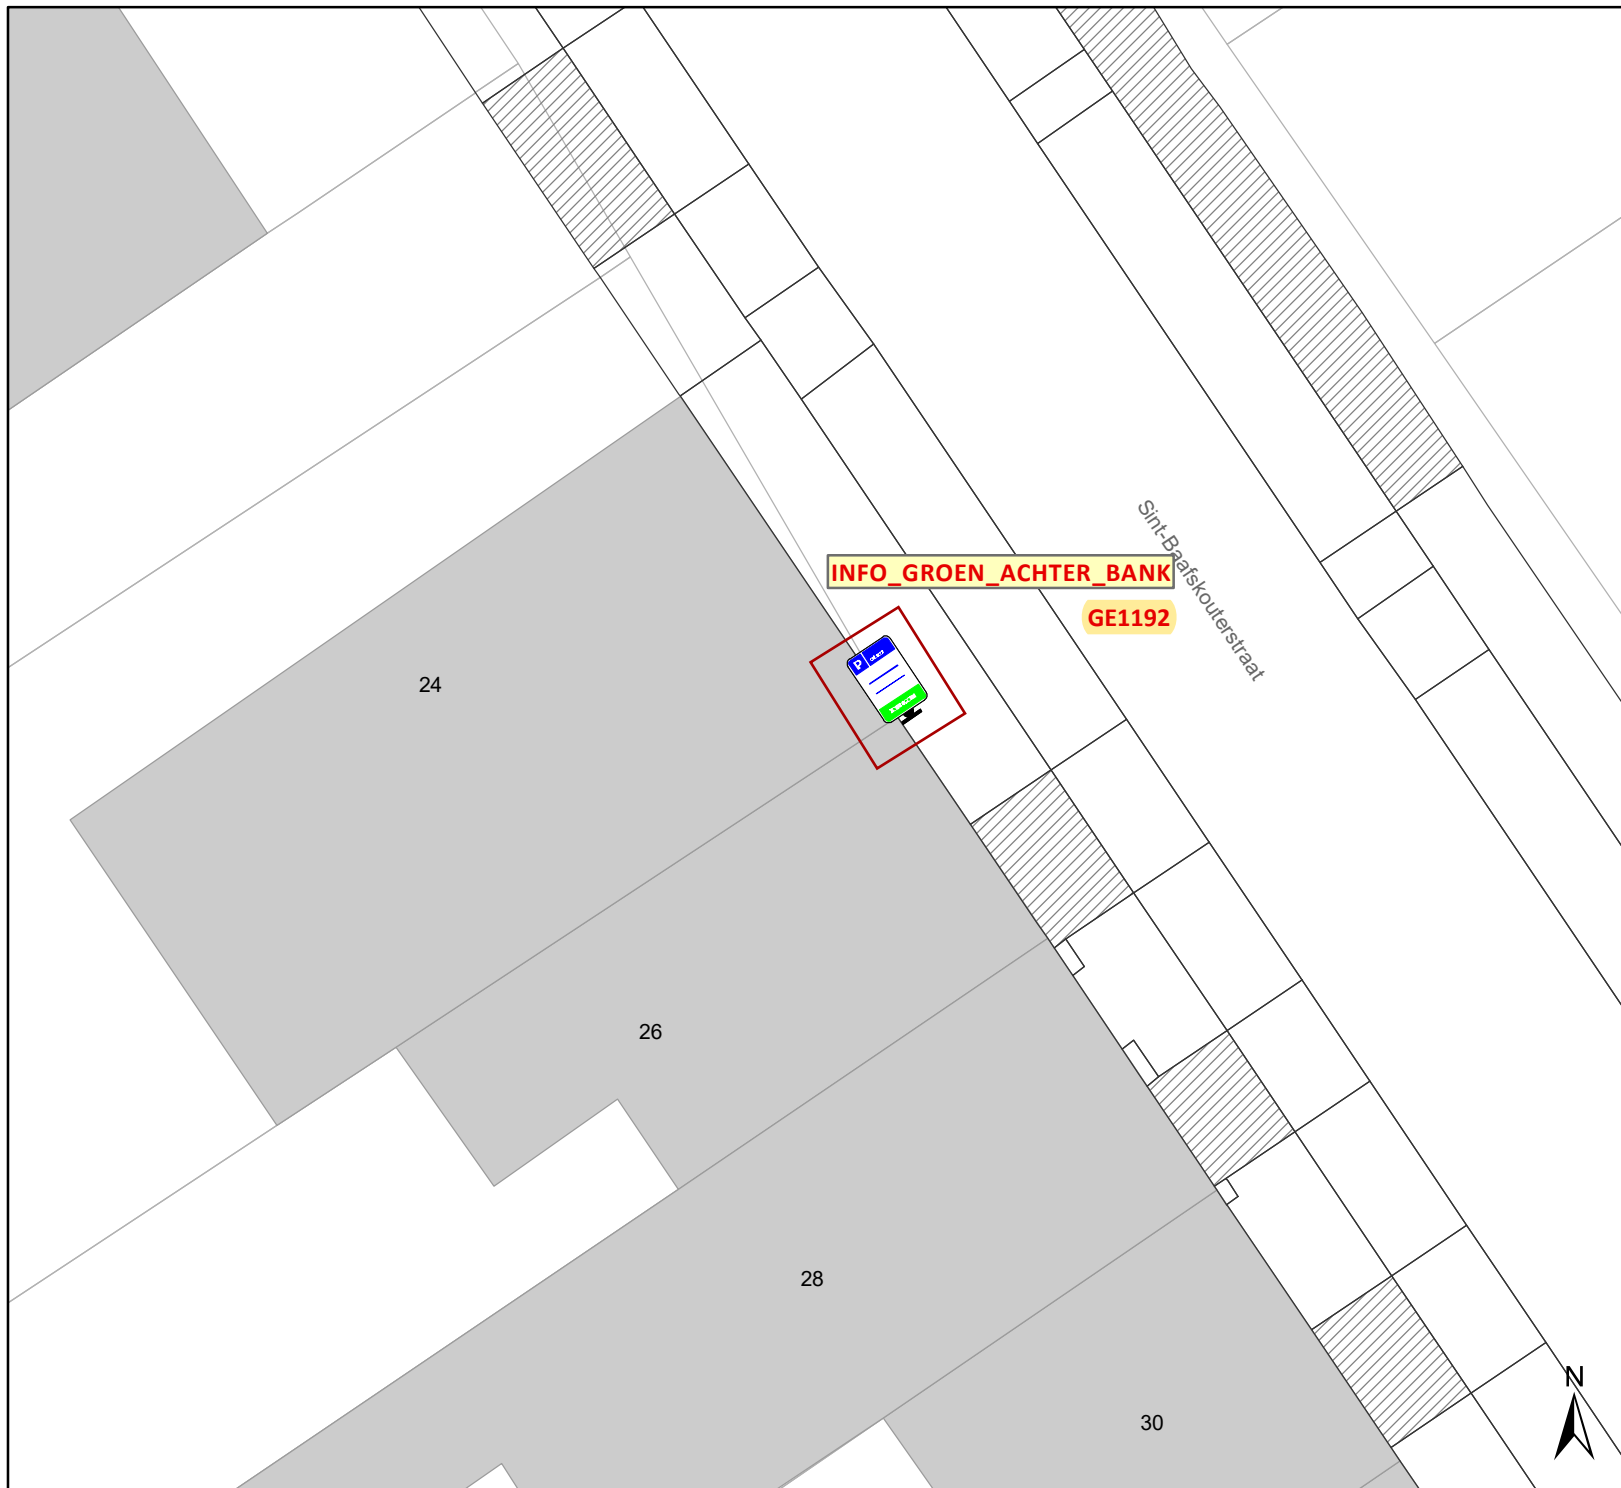 Sint-Baafskouterstraat
INFO_GROEN_ACHTER_BANK
GE1192
P
24
26
28
30
N